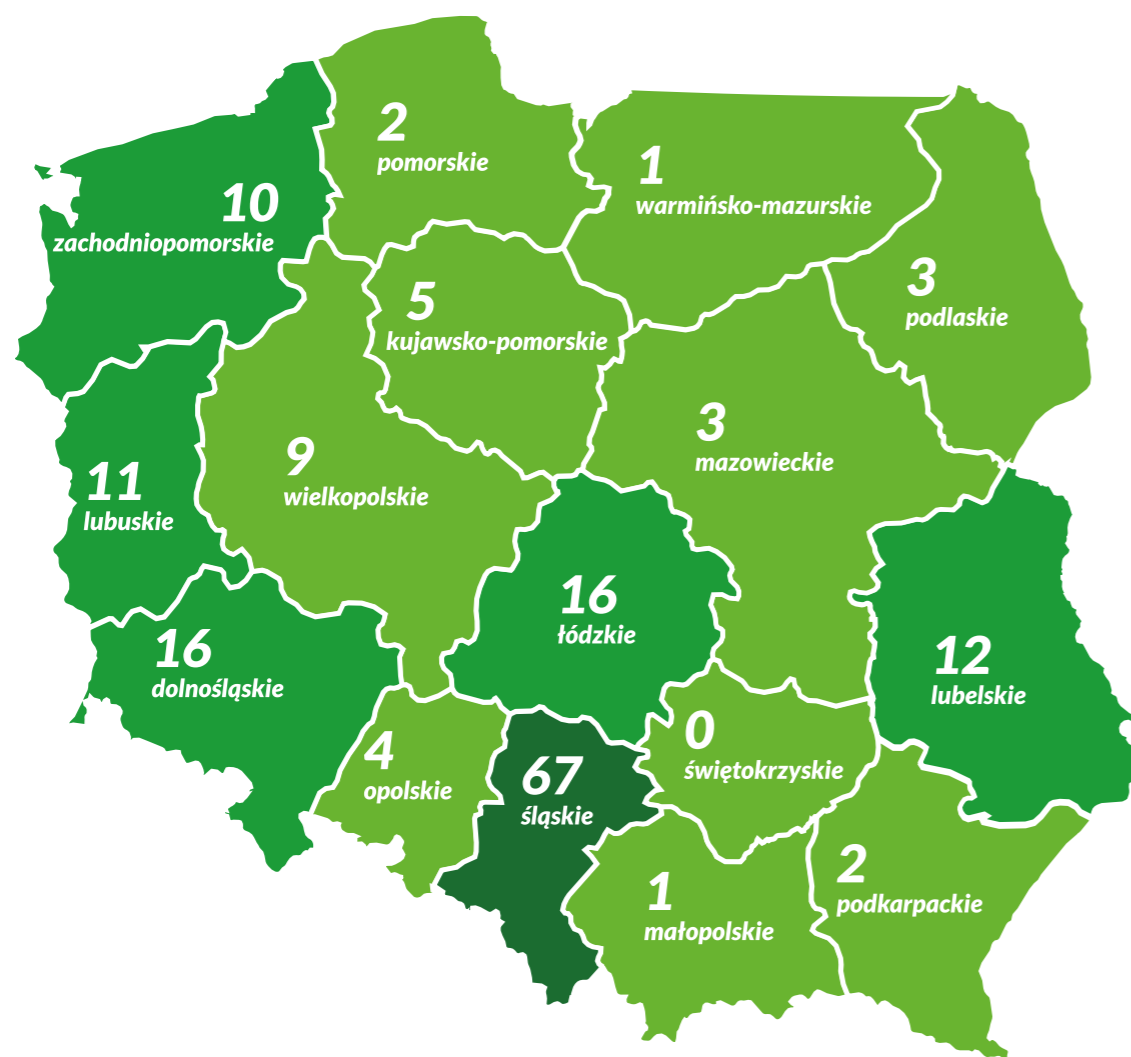 2
pomorskie
1
warmińsko-mazurskie
10
zachodniopomorskie
3
podlaskie
5
kujawsko-pomorskie
3
mazowieckie
9
wielkopolskie
11
lubuskie
16
łódzkie
16
dolnośląskie
12
lubelskie
0
świętokrzyskie
4
opolskie
67
śląskie
2
podkarpackie
1
małopolskie